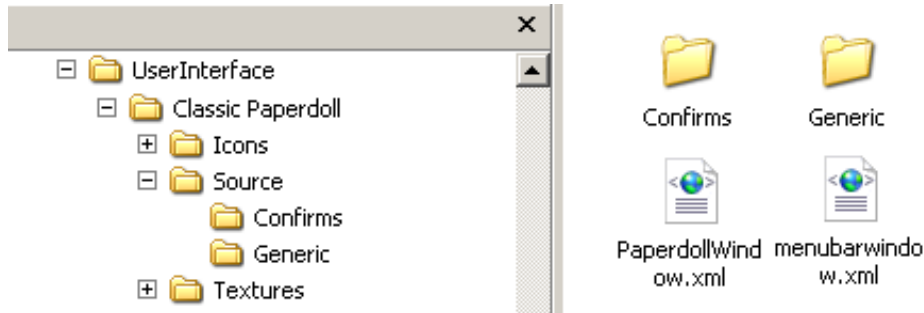 UserInterface
Classic Paperdoll
Icons
Source
Confirms
Generic
Textures
Confirms Generic
PaperdollWind menubarwindo
ow.xml w.xml